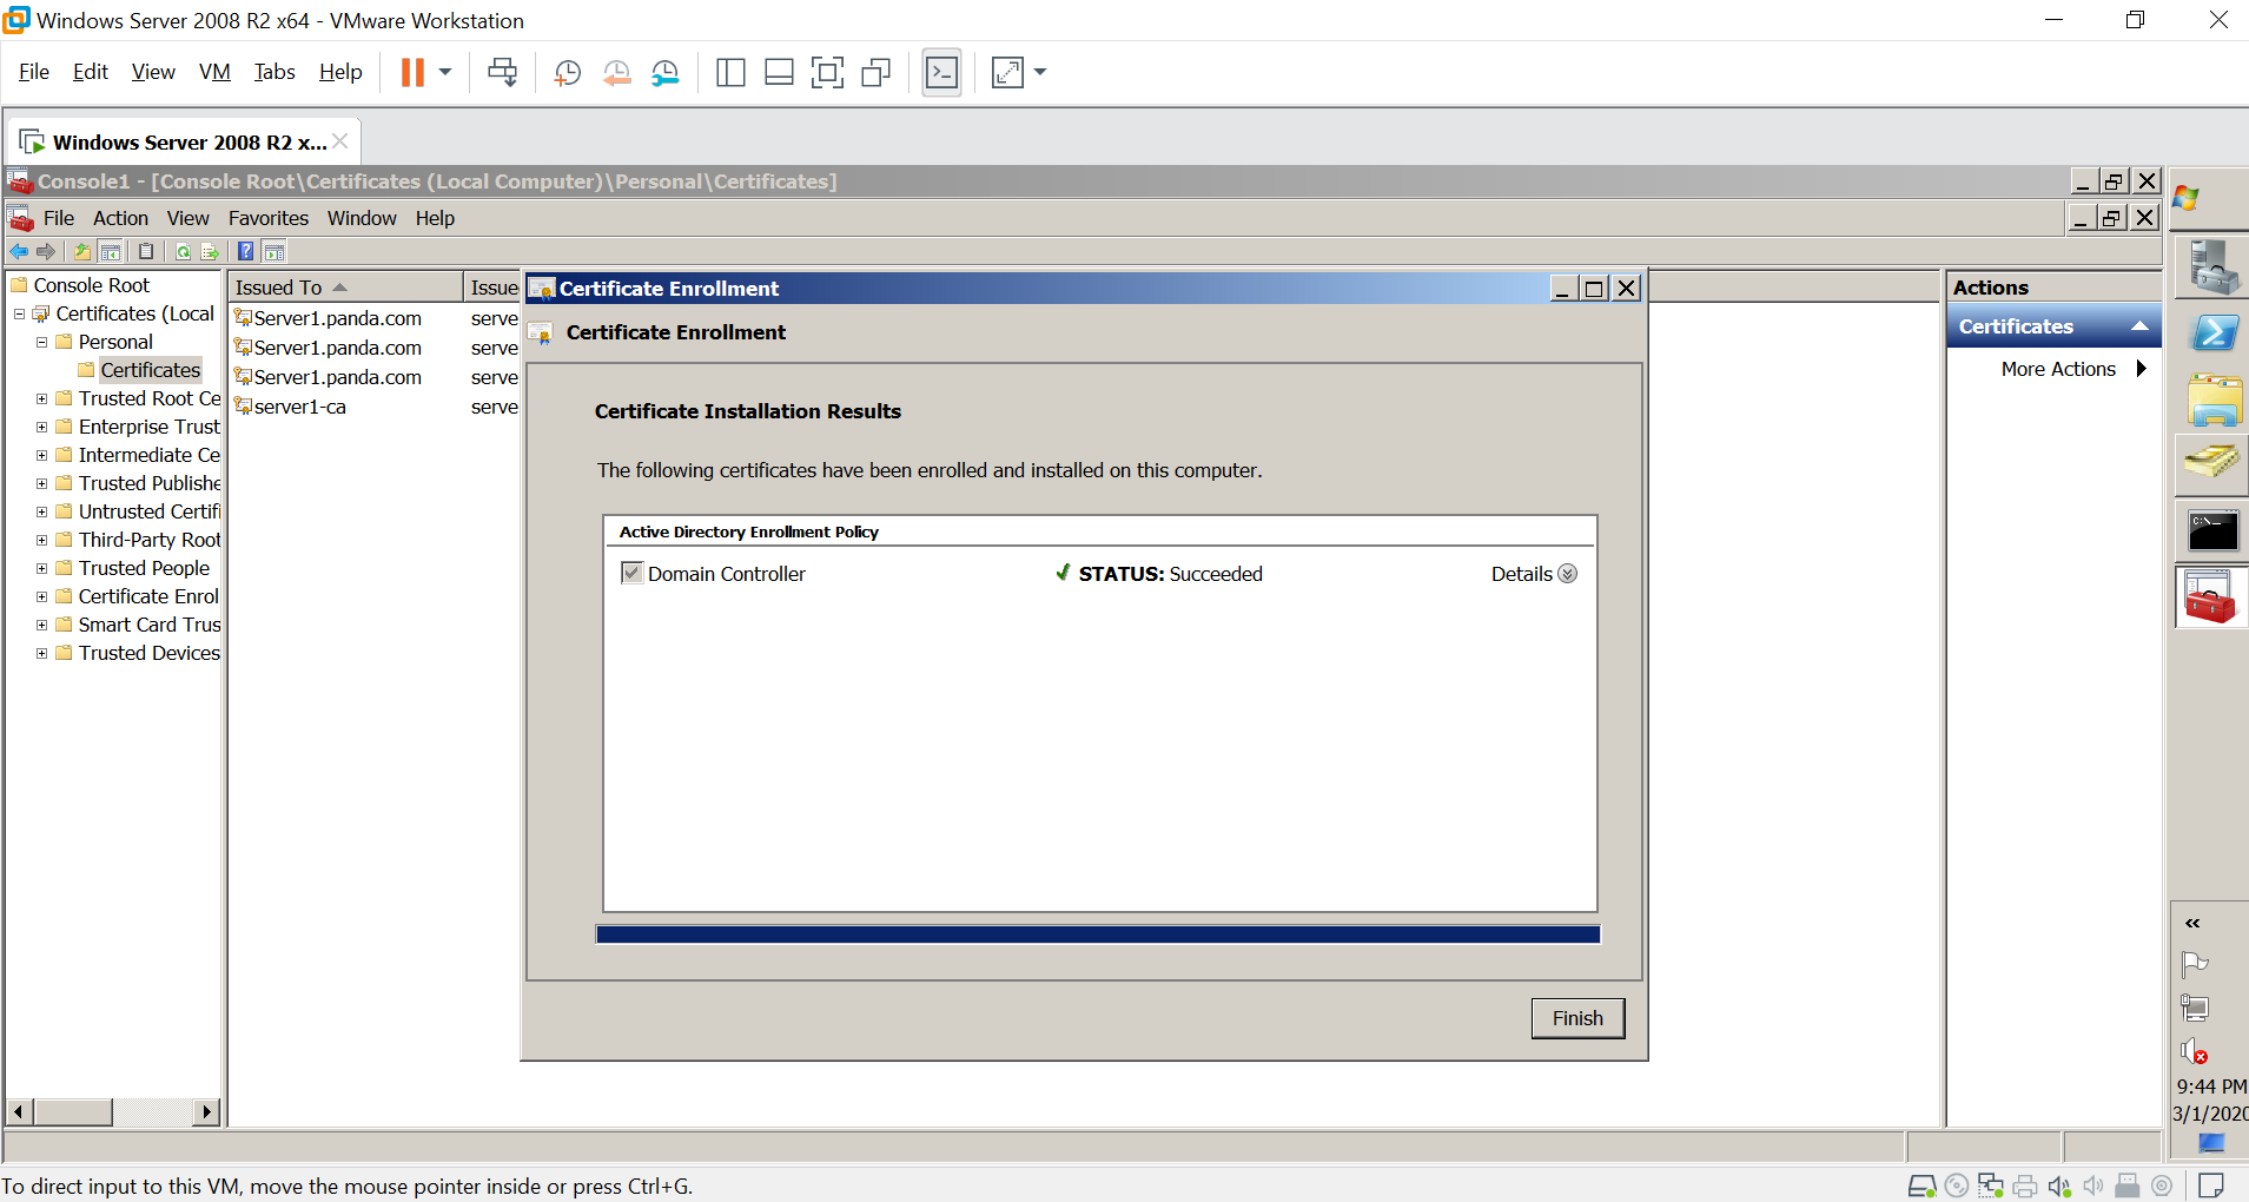 Windows Server 2008 R2 x64 - VMware Workstation
File Edit View VM Tabs Help
Windows Server 2008 R2 x...
Console1 - [Console Root\Certificates (Local Computer)\Personal\Certificates]
File Action View Favorites Window Help
Console Root
Certificates (Local
Personal
Certificates
Trusted Root Ce
Enterprise Trust
Intermediate Ce
Trusted Publishe
Untrusted Certifi
Third-Party Root
Trusted People
Certificate Enrol
Smart Card Trus
Trusted Devices
Issued To Issue
Server1.panda.com serve
Server1.panda.com serve
Server1.panda.com serve
server1-ca serve
Certificate Enrollment
Certificate Enrollment
Certificate Installation Results
The following certificates have been enrolled and installed on this computer.
Active Directory Enrollment Policy
Domain Controller STATUS: Succeeded Details
Finish
Actions
Certificates
More Actions
C:\_
9:44 PM
3/1/2020
To direct input to this VM, move the mouse pointer inside or press Ctrl+G.